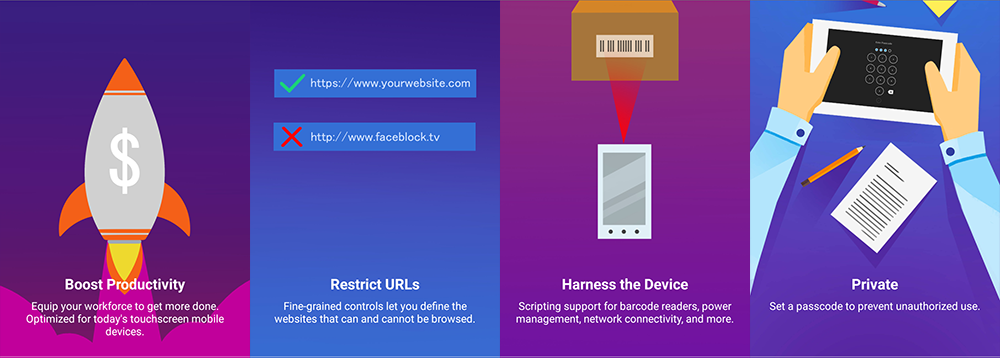 $
Boost Productivity
Equip your workforce to get more done.
Optimized for today's touchscreen mobile
devices.
https://www.yourwebsite.com
http://www.faceblock.tv
Restrict URLs
Fine-grained controls let you define the
websites that can and cannot be browsed.
Harness the Device
Scripting support for barcode readers, power
management, network connectivity, and more.
Private
Set a passcode to prevent unauthorized use.